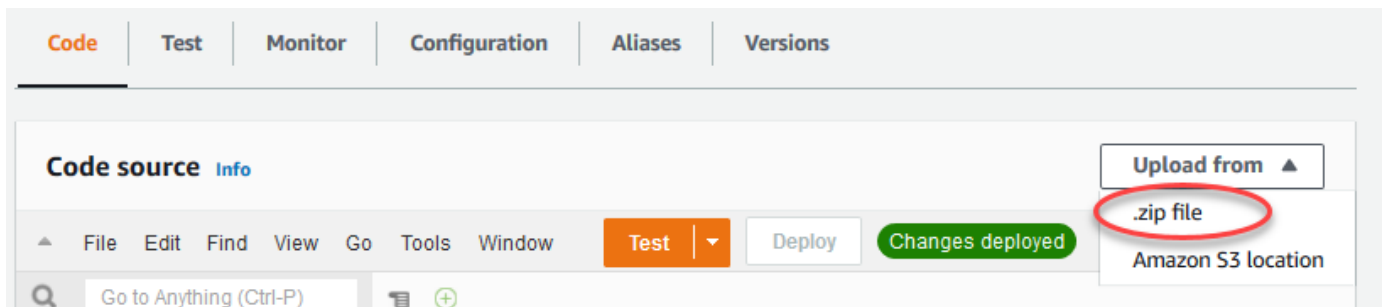 Code Test Monitor Configuration Aliases Versions
Code source Info Upload from
.zip file
File Edit Find View Go Tools Window Test Deploy Changes deployed
Amazon S3 location
Go to Anything (Ctrl-P)